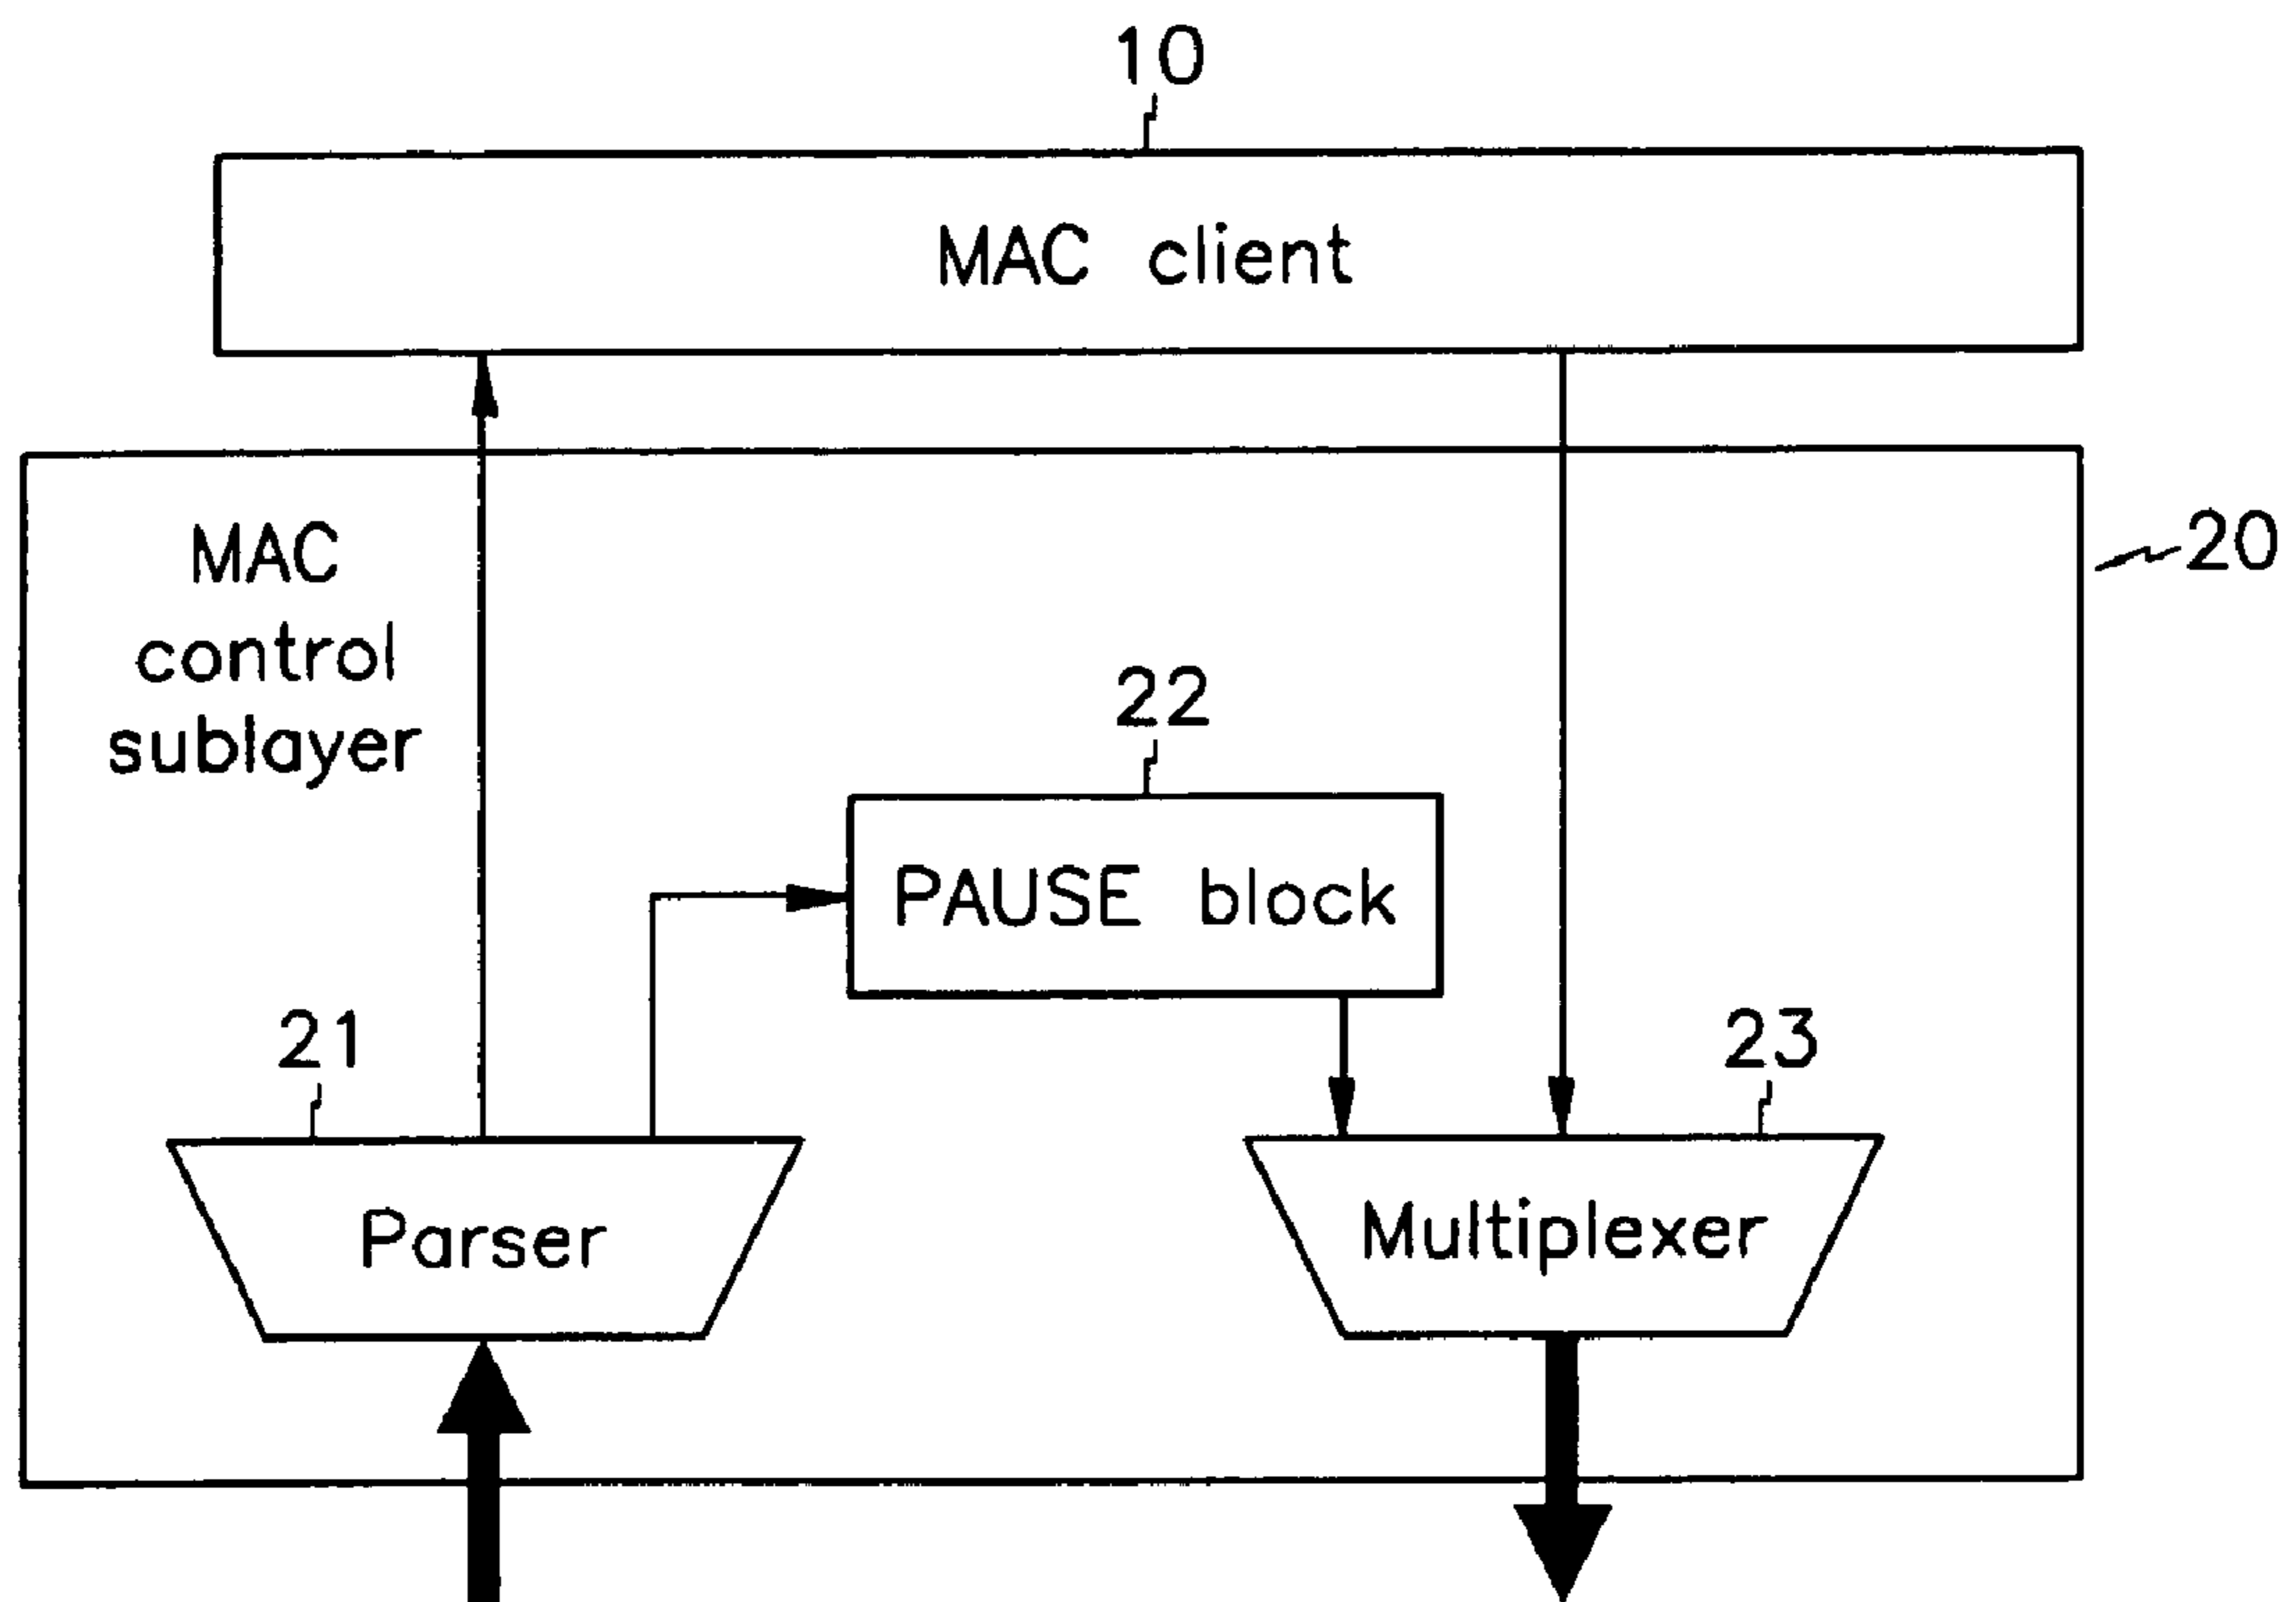 10
MAC client
20
MAC
control
sublayer
22
PAUSE block
21
23
Parser
Multiplexer